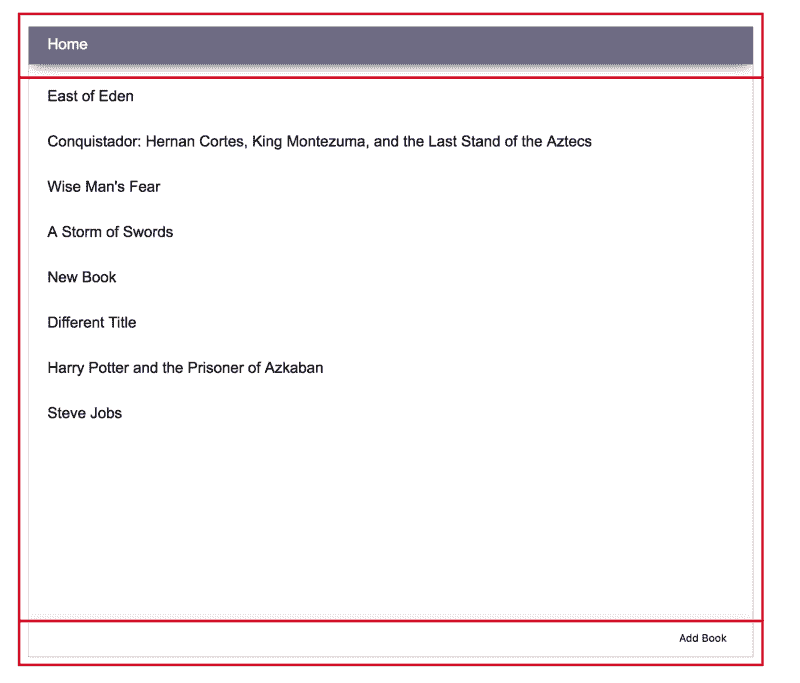 Home
East of Eden
Conquistador: Hernan Cortes, King Montezuma, and the Last Stand of the Aztecs
Wise Man's Fear
A Storm of Swords
New Book
Different Title
Harry Potter and the Prisoner of Azkaban
Steve Jobs
Add Book